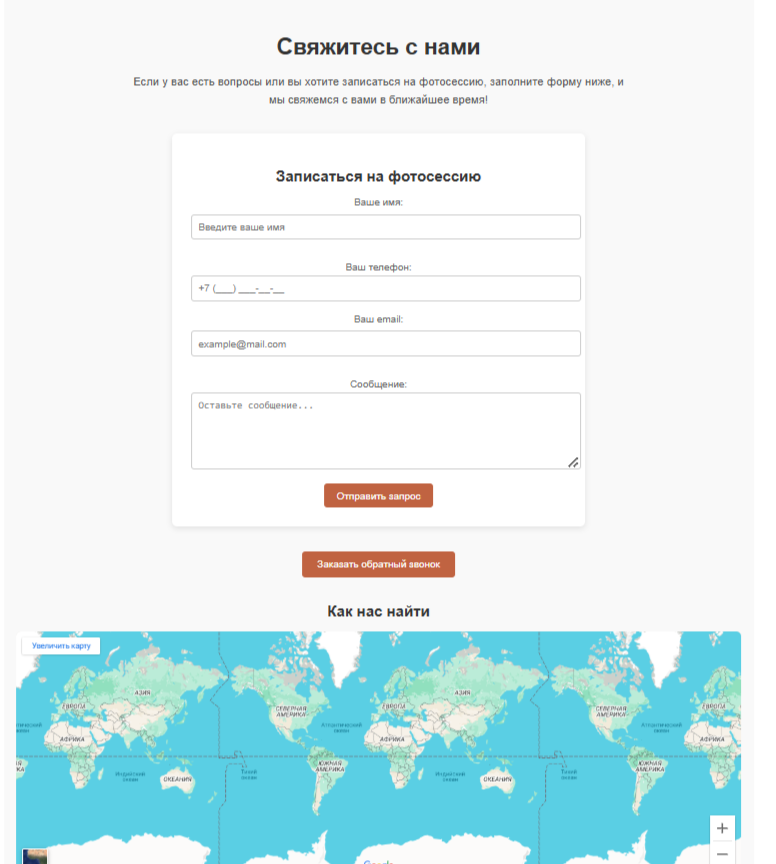 Свяжитесь с нами
Если у вас есть вопросы или вы хотите записаться на фотосессию, заполните форму ниже, и
мы свяжемся с вами в ближайшее время!
Записаться на фотосессию
Ваше имя:
Введите ваше имя
Ваш телефон:
+7 (___) ___-__-__
Ваш email:
example@mail.com
Сообщение:
Оставьте сообщение...
Отправить запрос
Заказать обратный звонок
Как нас найти
Увеличить карту
АЗИЯ
АЗИЯ
ЕВРОПА
СЕВЕРНАЯ
АМЕРИКА
ЕВРОПА
СЕВЕРНАЯ
АМЕРИКА
ЕВРОПА
Атлантический
океан
Атлантический
океан
АФРИКА
АФРИКА
АФРИКА
ЮЖНАЯ
АМЕРИКА
ЮЖНАЯ
АМЕРИКА
Индийский
океан
ОКЕАНИЯ
Тихий
океан
Индийский
океан
ОКЕАНИЯ
Тихий
океан
+
−